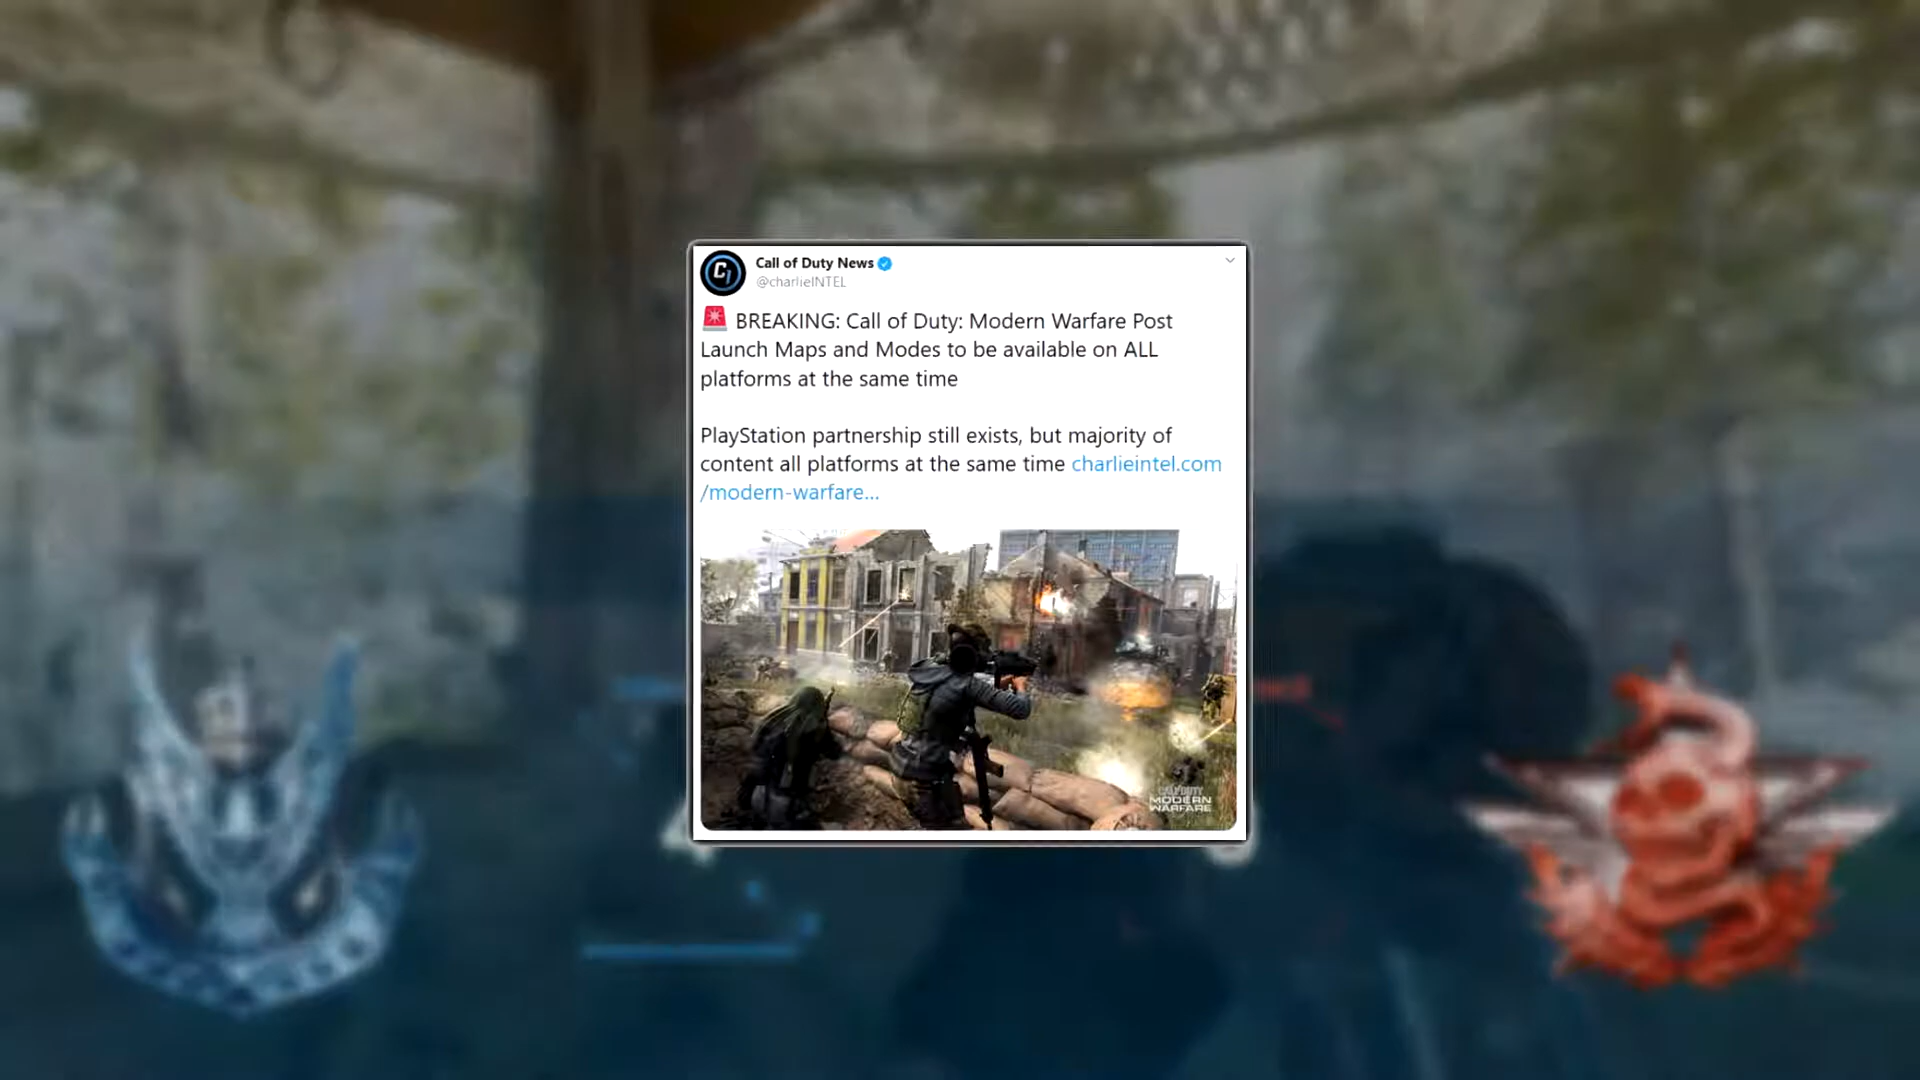 Call of Duty News
@charlieINTEL
🚨 BREAKING: Call of Duty: Modern Warfare Post
Launch Maps and Modes to be available on ALL
platforms at the same time
PlayStation partnership still exists, but majority of
content all platforms at the same time charlieintel.com
/modern-warfare...
CALL OF DUTY
MODERN
WARFARE